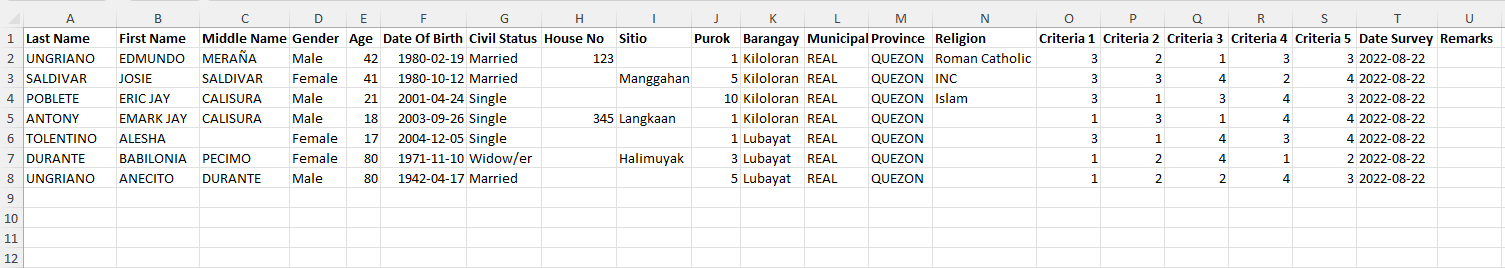 A B C D E F G H I J K L M N O P Q R S T U
1 Last Name First Name Middle Name Gender Age Date Of Birth Civil Status House No Sitio Purok Barangay Municipal Province Religion Criteria 1 Criteria 2 Criteria 3 Criteria 4 Criteria 5 Date Survey Remarks
2 UNGRIANO EDMUNDO MERAÑA Male 42 1980-02-19 Married 123 1 Kiloloran REAL QUEZON Roman Catholic 3 2 1 3 3 2022-08-22
3 SALDIVAR JOSIE SALDIVAR Female 41 1980-10-12 Married Manggahan 5 Kiloloran REAL QUEZON INC 3 3 4 2 4 2022-08-22
4 POBLETE ERIC JAY CALISURA Male 21 2001-04-24 Single 10 Kiloloran REAL QUEZON Islam 3 1 3 4 3 2022-08-22
5 ANTONY EMARK JAY CALISURA Male 18 2003-09-26 Single 345 Langkaan 1 Kiloloran REAL QUEZON 1 3 1 4 4 2022-08-22
6 TOLENTINO ALESHA Female 17 2004-12-05 Single 1 Lubayat REAL QUEZON 3 1 4 3 4 2022-08-22
7 DURANTE BABILONIA PECIMO Female 80 1971-11-10 Widow/er Halimuyak 3 Lubayat REAL QUEZON 1 2 4 1 2 2022-08-22
8 UNGRIANO ANECITO DURANTE Male 80 1942-04-17 Married 5 Lubayat REAL QUEZON 1 2 2 4 3 2022-08-22
9
10
11
12